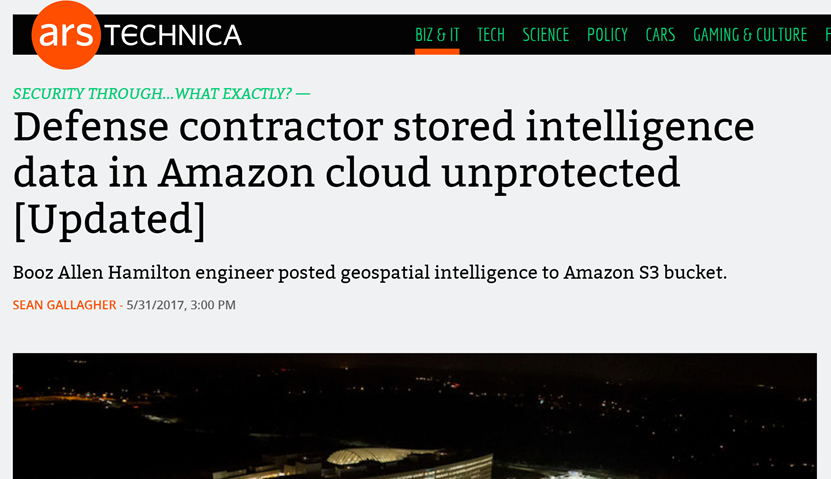 ars TECHNICA
BIZ & IT TECH SCIENCE POLICY CARS GAMING & CULTURE F
SECURITY THROUGH...WHAT EXACTLY? —
Defense contractor stored intelligence
data in Amazon cloud unprotected
[Updated]
Booz Allen Hamilton engineer posted geospatial intelligence to Amazon S3 bucket.
SEAN GALLAGHER - 5/31/2017, 3:00 PM